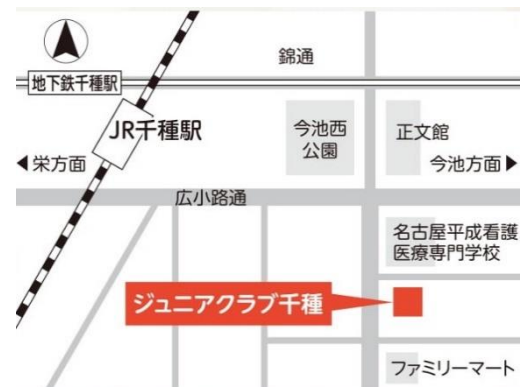 錦通
地下鉄千種駅
JR千種駅
今池西
公園
正文館
◀栄方面
今池方面▶
広小路通
名古屋平成看護
医療専門学校
ジュニアクラブ千種
ファミリーマート